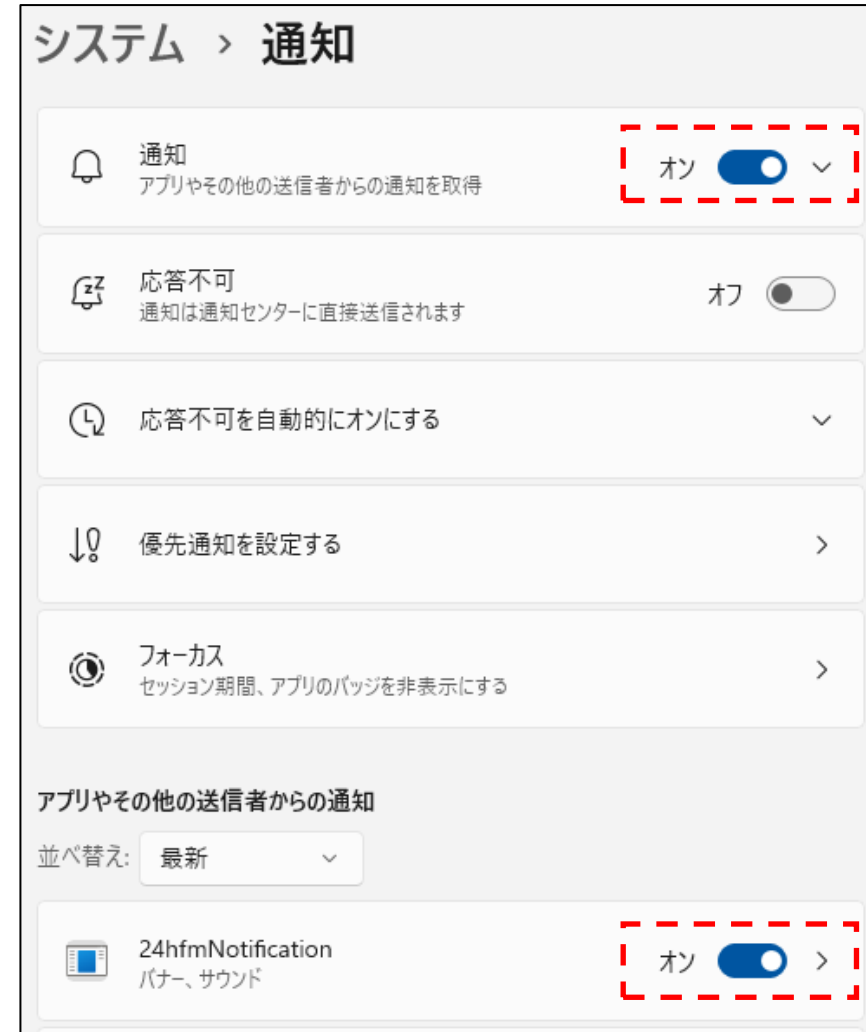 システム › 通知
通知
アプリやその他の送信者からの通知を取得
オン
応答不可
通知は通知センターに直接送信されます
オフ
応答不可を自動的にオンにする
優先通知を設定する
フォーカス
セッション期間、アプリのバッジを非表示にする
アプリやその他の送信者からの通知
並べ替え: 最新
24hfmNotification
バナー、サウンド
オン